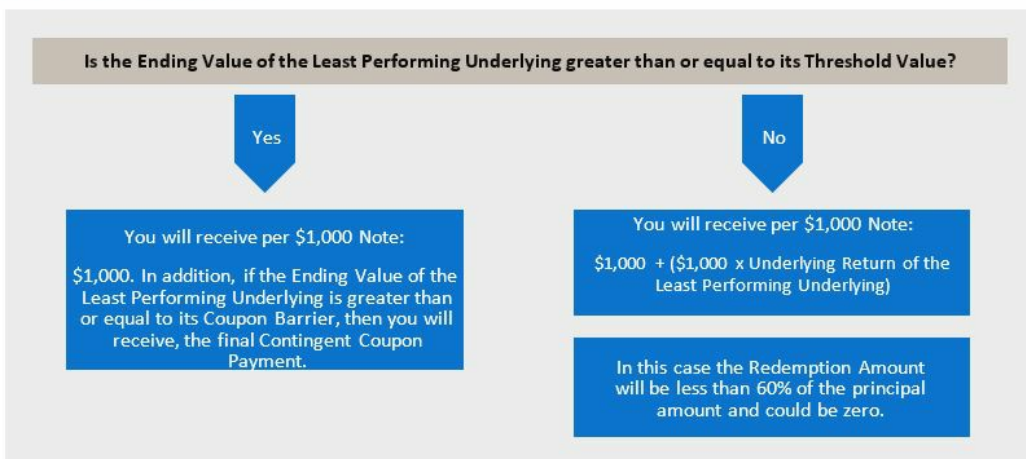 Is the Ending Value of the Least Performing Underlying greater than or equal to its Threshold Value?
Yes
No
You will receive per $1,000 Note:
$1,000. In addition, if the Ending Value of the
Least Performing Underlying is greater than
or equal to its Coupon Barrier, then you will
receive, the final Contingent Coupon
Payment.
You will receive per $1,000 Note:
$1,000 + ($1,000 x Underlying Return of the
Least Performing Underlying)
In this case the Redemption Amount
will be less than 60% of the principal
amount and could be zero.